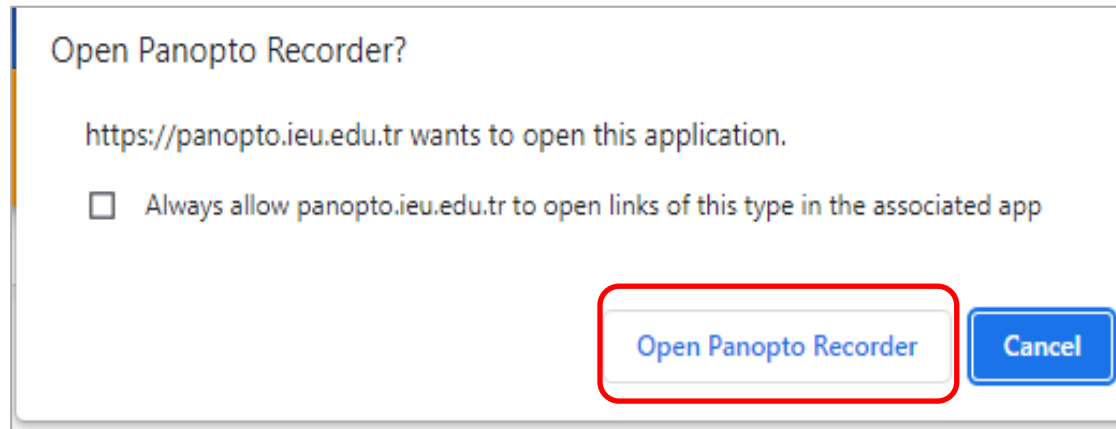 Open Panopto Recorder?
https://panopto.ieu.edu.tr wants to open this application.
Always allow panopto.ieu.edu.tr to open links of this type in the associated app
Open Panopto Recorder Cancel